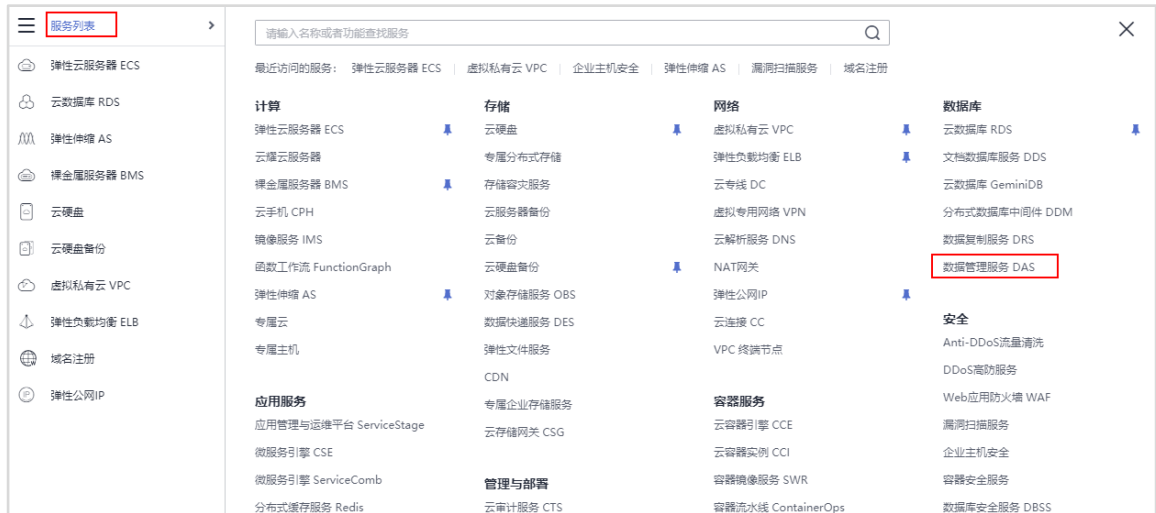 服务列表
弹性云服务器 ECS
云数据库 RDS
弹性伸缩 AS
裸金属服务器 BMS
云硬盘
云硬盘备份
虚拟私有云 VPC
弹性负载均衡 ELB
域名注册
弹性公网IP
请输入名称或者功能查找服务
最近访问的服务： 弹性云服务器 ECS 虚拟私有云 VPC 企业主机安全 弹性伸缩 AS 漏洞扫描服务 域名注册
计算
弹性云服务器 ECS
云耀云服务器
裸金属服务器 BMS
云手机 CPH
镜像服务 IMS
函数工作流 FunctionGraph
弹性伸缩 AS
专属云
专属主机
应用服务
应用管理与运维平台 ServiceStage
微服务引擎 CSE
微服务引擎 ServiceComb
分布式缓存服务 Redis
存储
云硬盘
专属分布式存储
存储容灾服务
云服务器备份
云备份
云硬盘备份
对象存储服务 OBS
数据快递服务 DES
弹性文件服务
CDN
专属企业存储服务
云存储网关 CSG
管理与部署
云审计服务 CTS
网络
虚拟私有云 VPC
弹性负载均衡 ELB
云专线 DC
虚拟专用网络 VPN
云解析服务 DNS
NAT网关
弹性公网IP
云连接 CC
VPC 终端节点
容器服务
云容器引擎 CCE
云容器实例 CCI
容器镜像服务 SWR
容器流水线 ContainerOps
数据库
云数据库 RDS
文档数据库服务 DDS
云数据库 GeminiDB
分布式数据库中间件 DDM
数据复制服务 DRS
数据管理服务 DAS
安全
Anti-DDoS流量清洗
DDoS高防服务
Web应用防火墙 WAF
漏洞扫描服务
企业主机安全
容器安全服务
数据库安全服务 DBSS